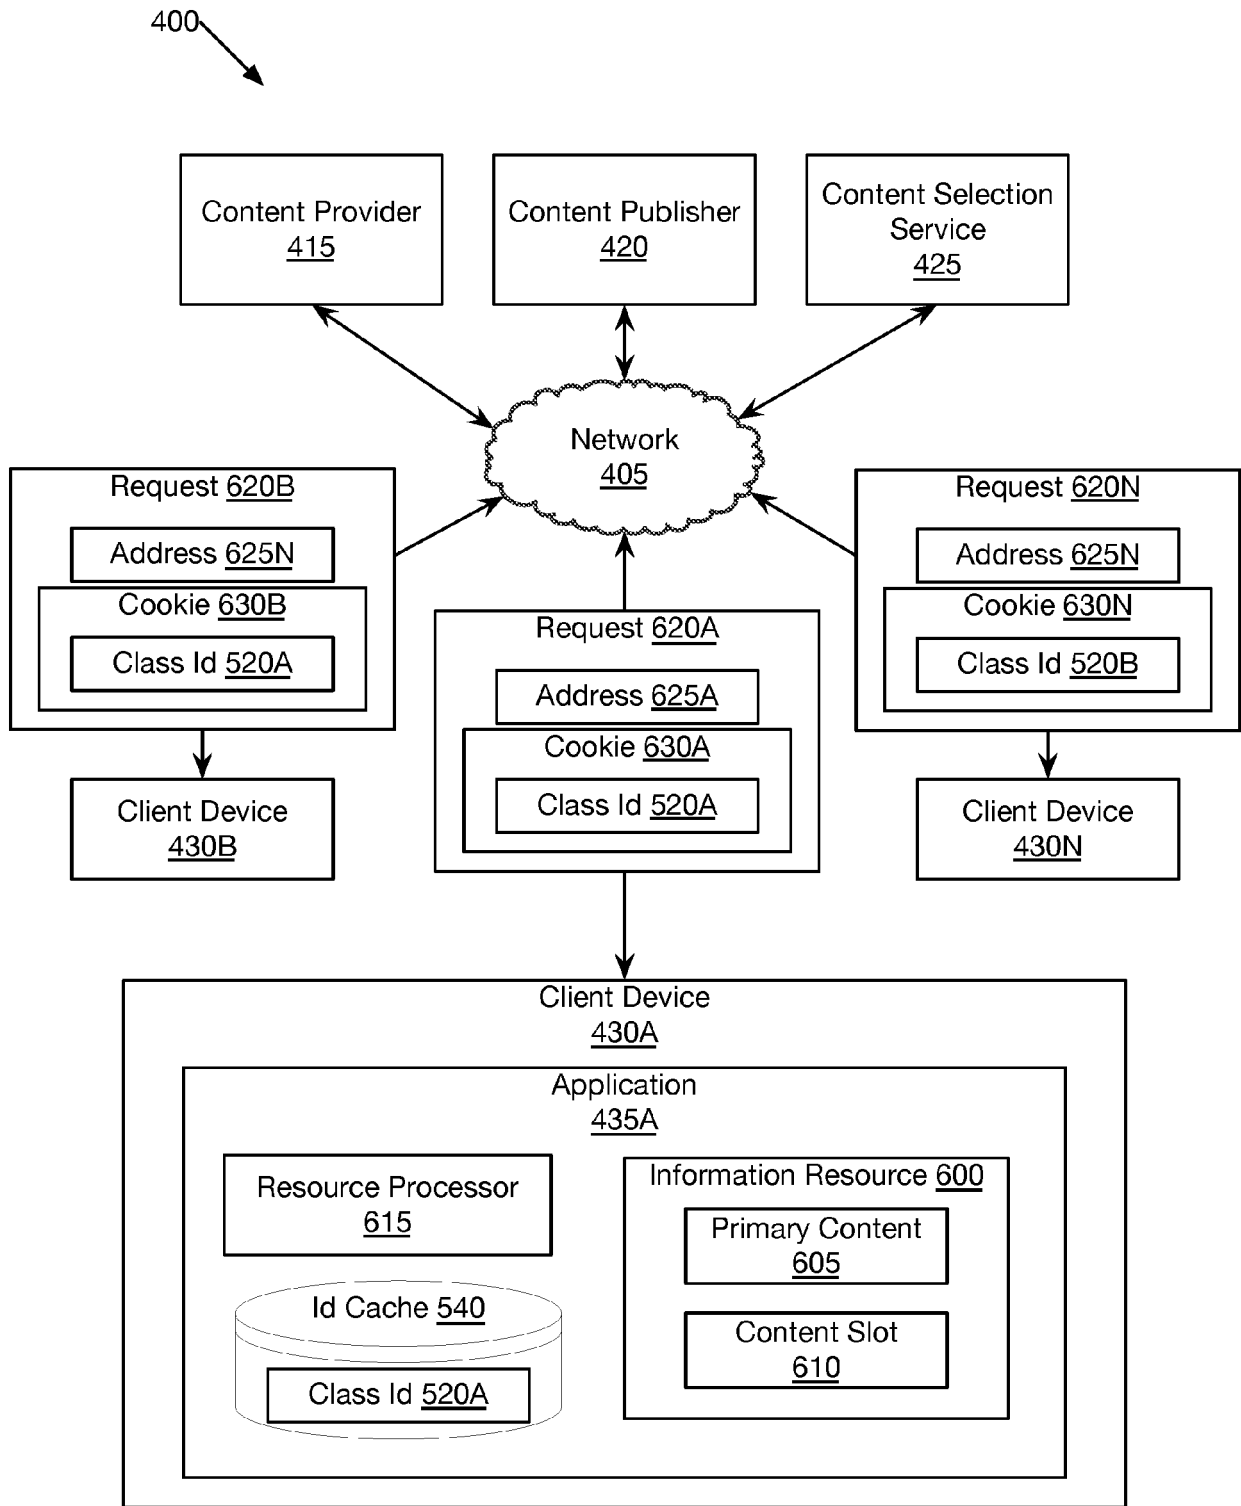 400
Content Provider
415
Content Publisher
420
Content Selection
Service
425
Network
405
Request 620B
Address 625N
Cookie 630B
Class Id 520A
Client Device
430B
Request 620A
Address 625A
Cookie 630A
Class Id 520A
Request 620N
Address 625N
Cookie 630N
Class Id 520B
Client Device
430N
Client Device
430A
Application
435A
Resource Processor
615
Id Cache 540
Class Id 520A
Information Resource 600
Primary Content
605
Content Slot
610